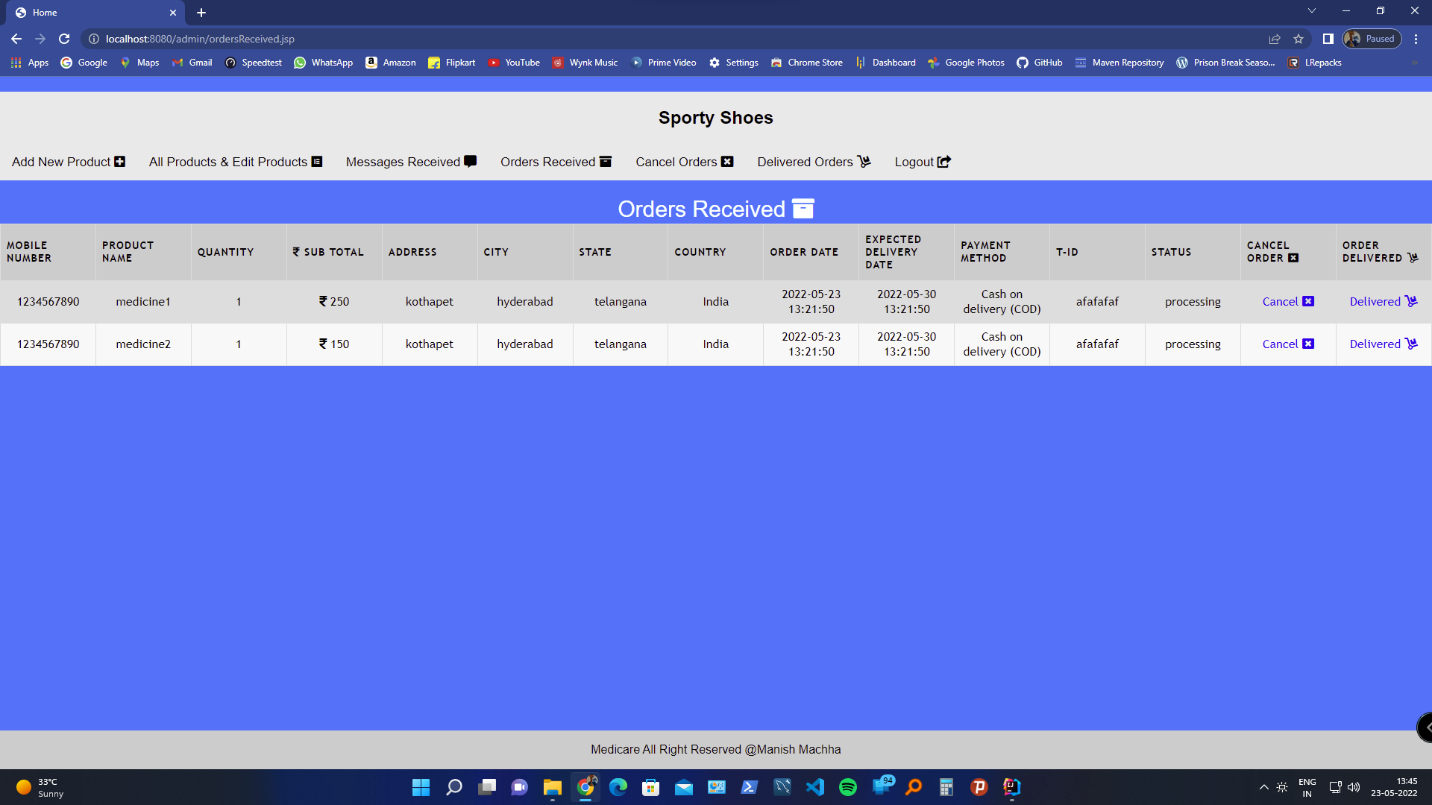 Home
localhost:8080/admin/ordersReceived.jsp
Paused
Apps Google Maps Gmail Speedtest WhatsApp Amazon Flipkart YouTube Wynk Music Prime Video Settings Chrome Store Dashboard Google Photos GitHub Maven Repository Prison Break Seaso... LRepacks
Sporty Shoes
Add New Product All Products & Edit Products Messages Received Orders Received Cancel Orders Delivered Orders Logout
Orders Received
MOBILE NUMBER PRODUCT NAME QUANTITY ₹ SUB TOTAL ADDRESS CITY STATE COUNTRY ORDER DATE EXPECTED DELIVERY DATE PAYMENT METHOD T-ID STATUS CANCEL ORDER ORDER DELIVERED
1234567890 medicine1 1 ₹ 250 kothapet hyderabad telangana India 2022-05-23 13:21:50 2022-05-30 13:21:50 Cash on delivery (COD) afafafaf processing Cancel Delivered
1234567890 medicine2 1 ₹ 150 kothapet hyderabad telangana India 2022-05-23 13:21:50 2022-05-30 13:21:50 Cash on delivery (COD) afafafaf processing Cancel Delivered
Medicare All Right Reserved @Manish Machha
33°C
Sunny
94
ENG
IN
13:45
23-05-2022